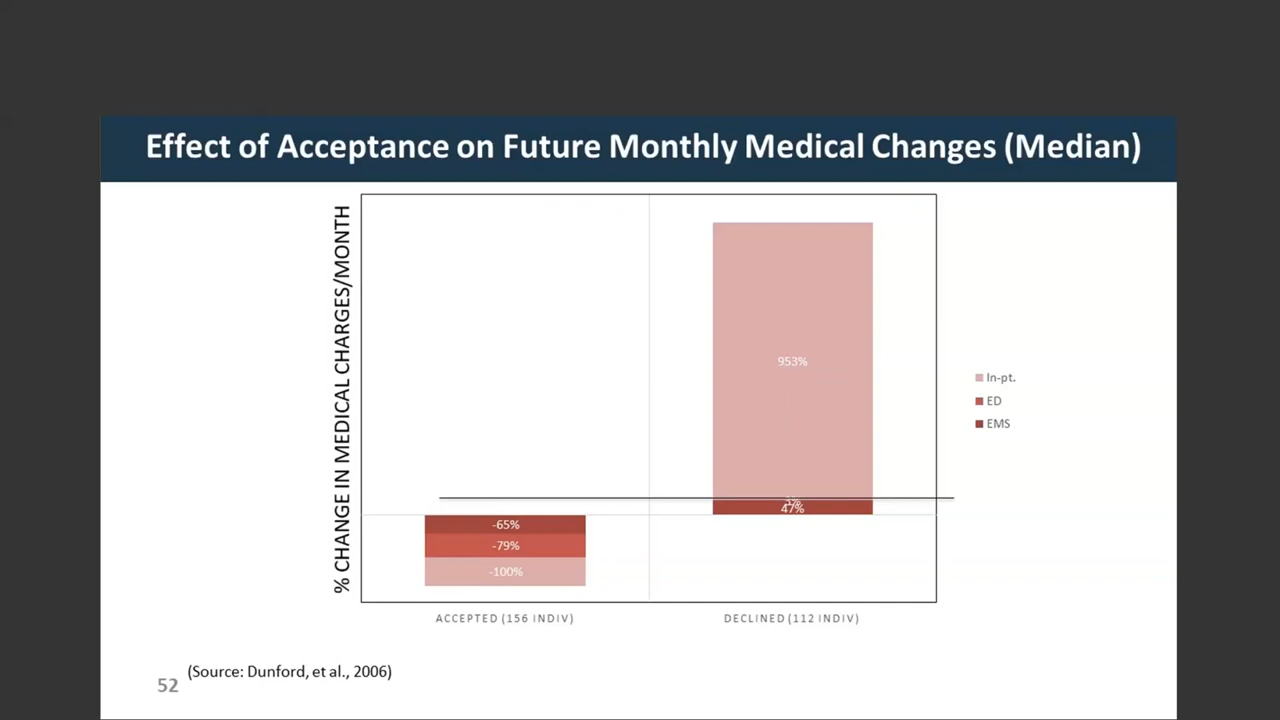 Effect of Acceptance on Future Monthly Medical Changes (Median)
% CHANGE IN MEDICAL CHARGES/MONTH
953%
47%
-65%
-79%
-100%
In-pt.
ED
EMS
ACCEPTED (156 INDIV)
DECLINED (112 INDIV)
(Source: Dunford, et al., 2006)
52